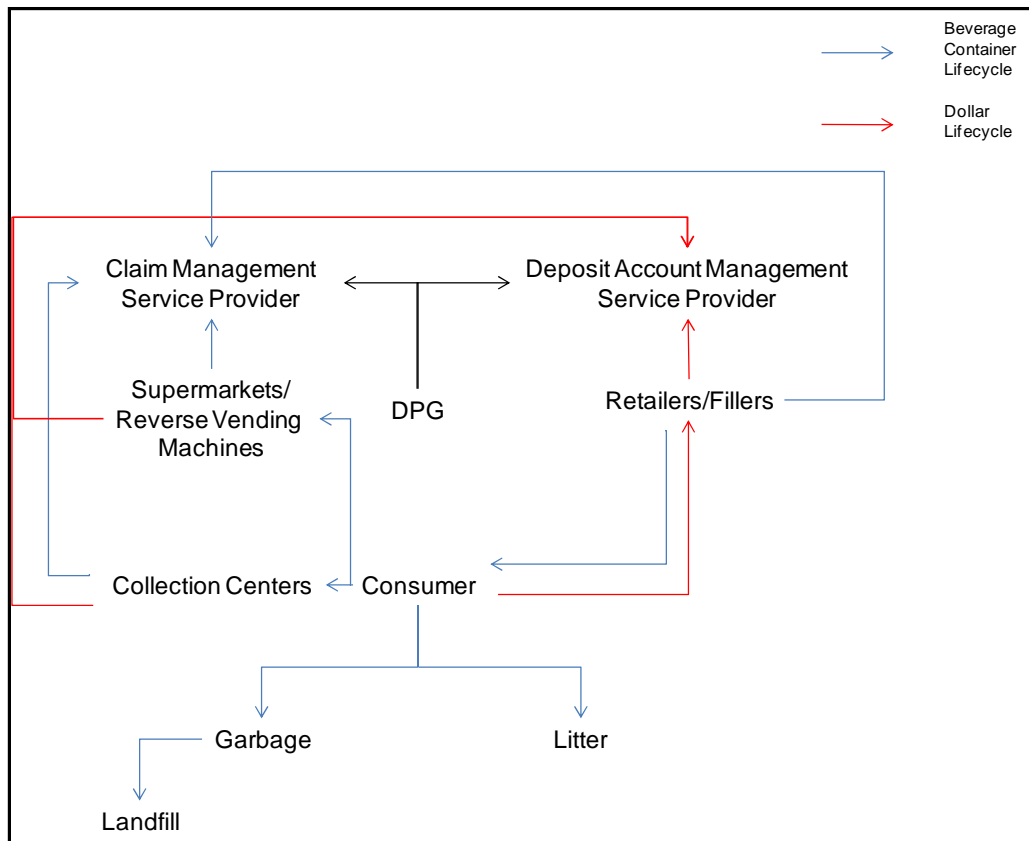 Beverage
Container
Lifecycle
Dollar
Lifecycle
Claim Management
Service Provider
Deposit Account Management
Service Provider
Supermarkets/
Reverse Vending
Machines
DPG
Retailers/Fillers
Collection Centers
Consumer
Garbage
Litter
Landfill